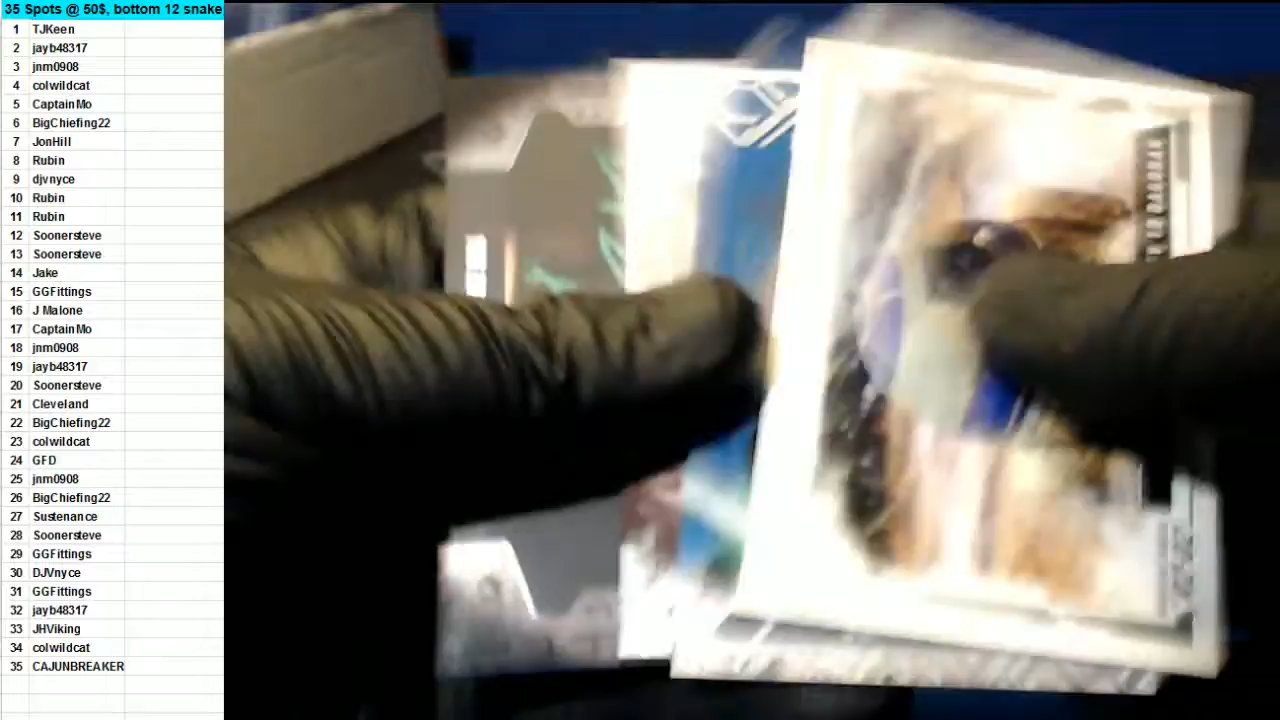 35 Spots @ 50$, bottom 12 snake
1 TJKeen
2 jayb48317
3 jnm0908
4 colwildcat
5 CaptainMo
6 BigChiefing22
7 JonHill
8 Rubin
9 djvnyce
10 Rubin
11 Rubin
12 Soonersteve
13 Soonersteve
14 Jake
15 GGFittings
16 J Malone
17 CaptainMo
18 jnm0908
19 jayb48317
20 Soonersteve
21 Cleveland
22 BigChiefing22
23 colwildcat
24 GFD
25 jnm0908
26 BigChiefing22
27 Sustenance
28 Soonersteve
29 GGFittings
30 DJVnyce
31 GGFittings
32 jayb48317
33 JHViking
34 colwildcat
35 CAJUNBREAKER